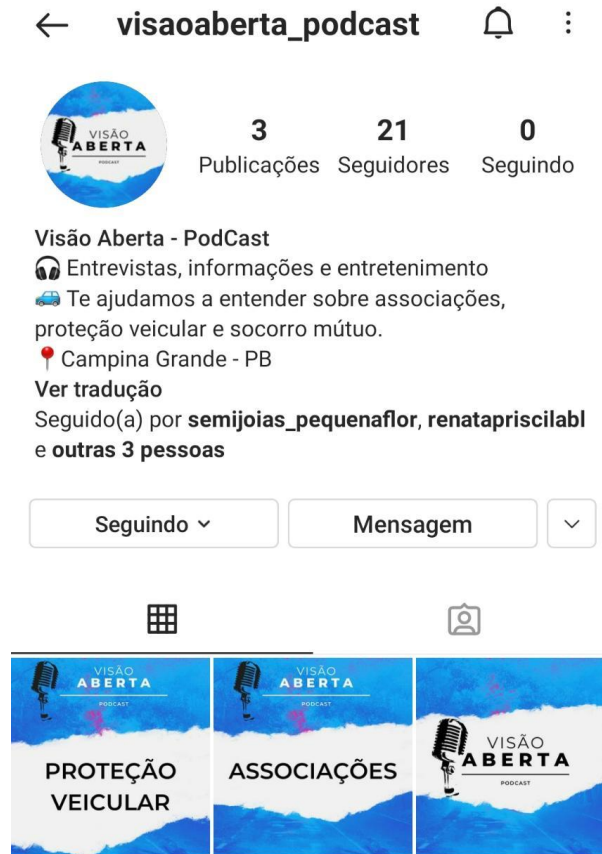 visaoaberta_podcast
VISÃO
ABERTA
PODCAST
3
Publicações
21
Seguidores
0
Seguindo
Visão Aberta - PodCast
🎧 Entrevistas, informações e entretenimento
🚙 Te ajudamos a entender sobre associações,
proteção veicular e socorro mútuo.
📍 Campina Grande - PB
Ver tradução
Seguido(a) por semijoias_pequenaflor, renatapriscilabl
e outras 3 pessoas
Seguindo
Mensagem
VISÃO
ABERTA
PODCAST
PROTEÇÃO
VEICULAR
VISÃO
ABERTA
PODCAST
ASSOCIAÇÕES
VISÃO
ABERTA
PODCAST